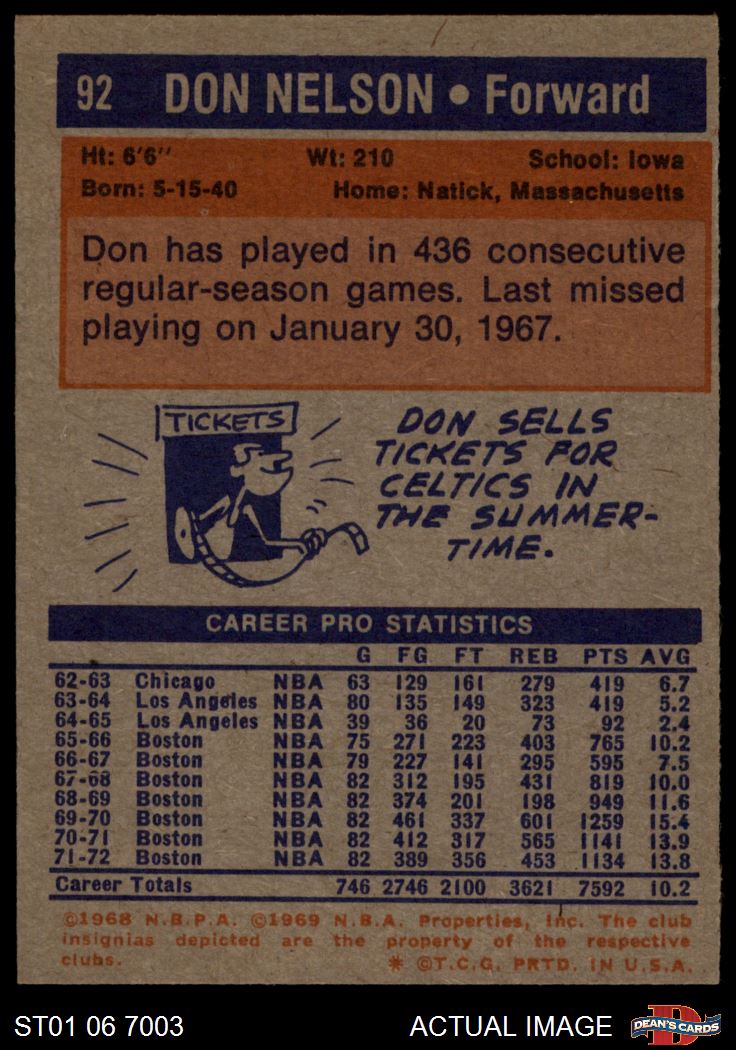 92 DON NELSON • Forward
Ht: 6'6" Wt: 210 School: Iowa
Born: 5-15-40 Home: Natick, Massachusetts
Don has played in 436 consecutive
regular-season games. Last missed
playing on January 30, 1967.
TICKETS
DON SELLS
TICKETS FOR
CELTICS IN
THE SUMMER-
TIME.
CAREER PRO STATISTICS
G FG FT REB PTS AVG
62-63 Chicago NBA 63 129 161 279 419 6.7
63-64 Los Angeles NBA 80 135 149 323 419 5.2
64-65 Los Angeles NBA 39 36 20 73 92 2.4
65-66 Boston NBA 75 271 223 403 765 10.2
66-67 Boston NBA 79 227 141 295 595 7.5
67-68 Boston NBA 82 312 195 431 819 10.0
68-69 Boston NBA 82 374 201 198 949 11.6
69-70 Boston NBA 82 461 337 601 1259 15.4
70-71 Boston NBA 82 412 317 565 1141 13.9
71-72 Boston NBA 82 389 356 453 1134 13.8
Career Totals 746 2746 2100 3621 7592 10.2
©1968 N.B.P.A. ©1969 N.B.A. Properties, Inc. The club
insignias depicted are the property of the respective
clubs. * ©T.C.G. PRTD. IN U.S.A.
ST01 06 7003 ACTUAL IMAGE DEAN'S CARDS